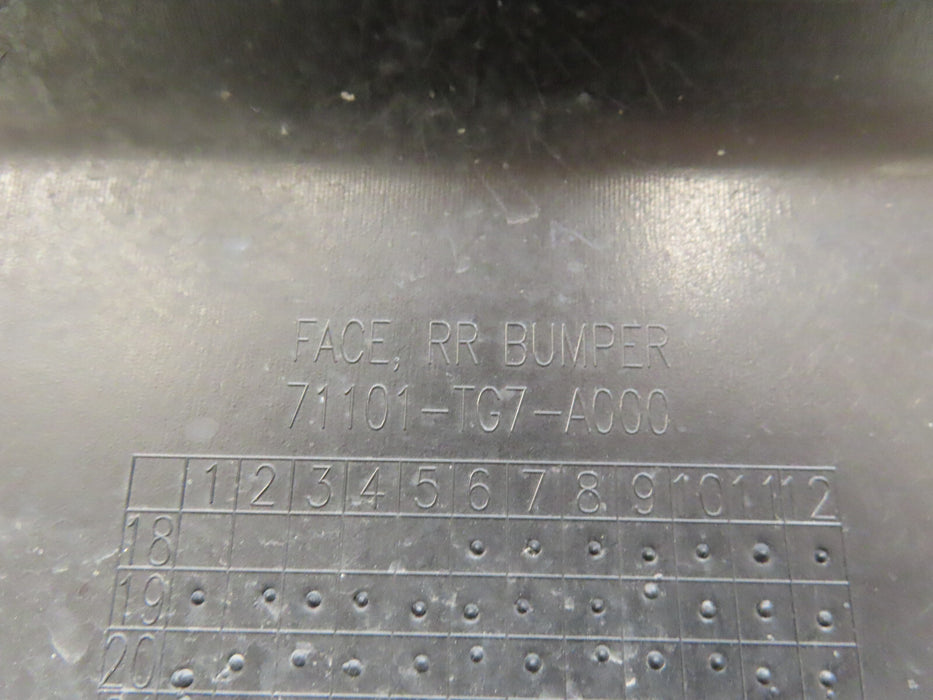 FACE, RR BUMPER
71101-TG7-A000
1 2 3 4 5 6 7 8 9 10 11 12
18
19
20